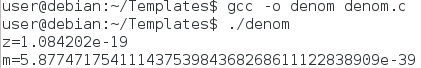 user@debian:~/Templates$ gcc -o denom denom.c
user@debian:~/Templates$ ./denom
z=1.084202e-19
m=5.877471754111437539843682686111228389093e-39